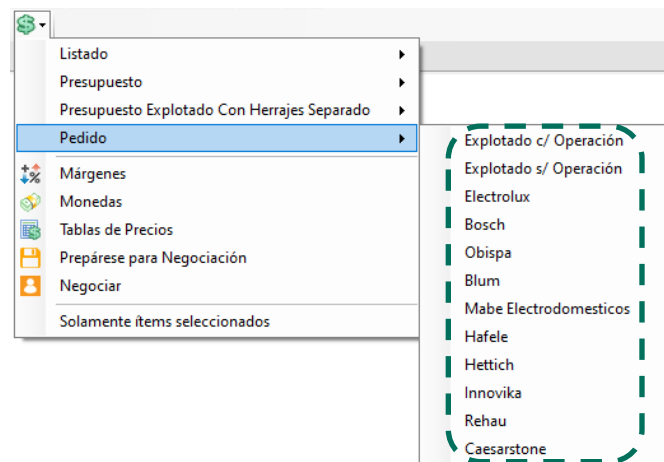 Listado
Presupuesto
Presupuesto Explotado Con Herrajes Separado
Pedido
Márgenes
Monedas
Tablas de Precios
Prepárese para Negociación
Negociar
Solamente ítems seleccionados
Explotado c/ Operación
Explotado s/ Operación
Electrolux
Bosch
Obispa
Blum
Mabe Electrodomesticos
Hafele
Hettich
Innovika
Rehau
Caesarstone